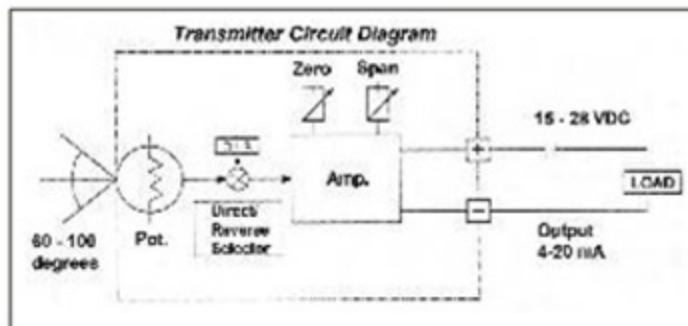 Transmitter Circuit Diagram
Zero Span
15 - 28 VDC
Amp.
LOAD
Direct/
Reverse
Selector
Pot.
60 - 100
degrees
Output
4-20 mA
+
−